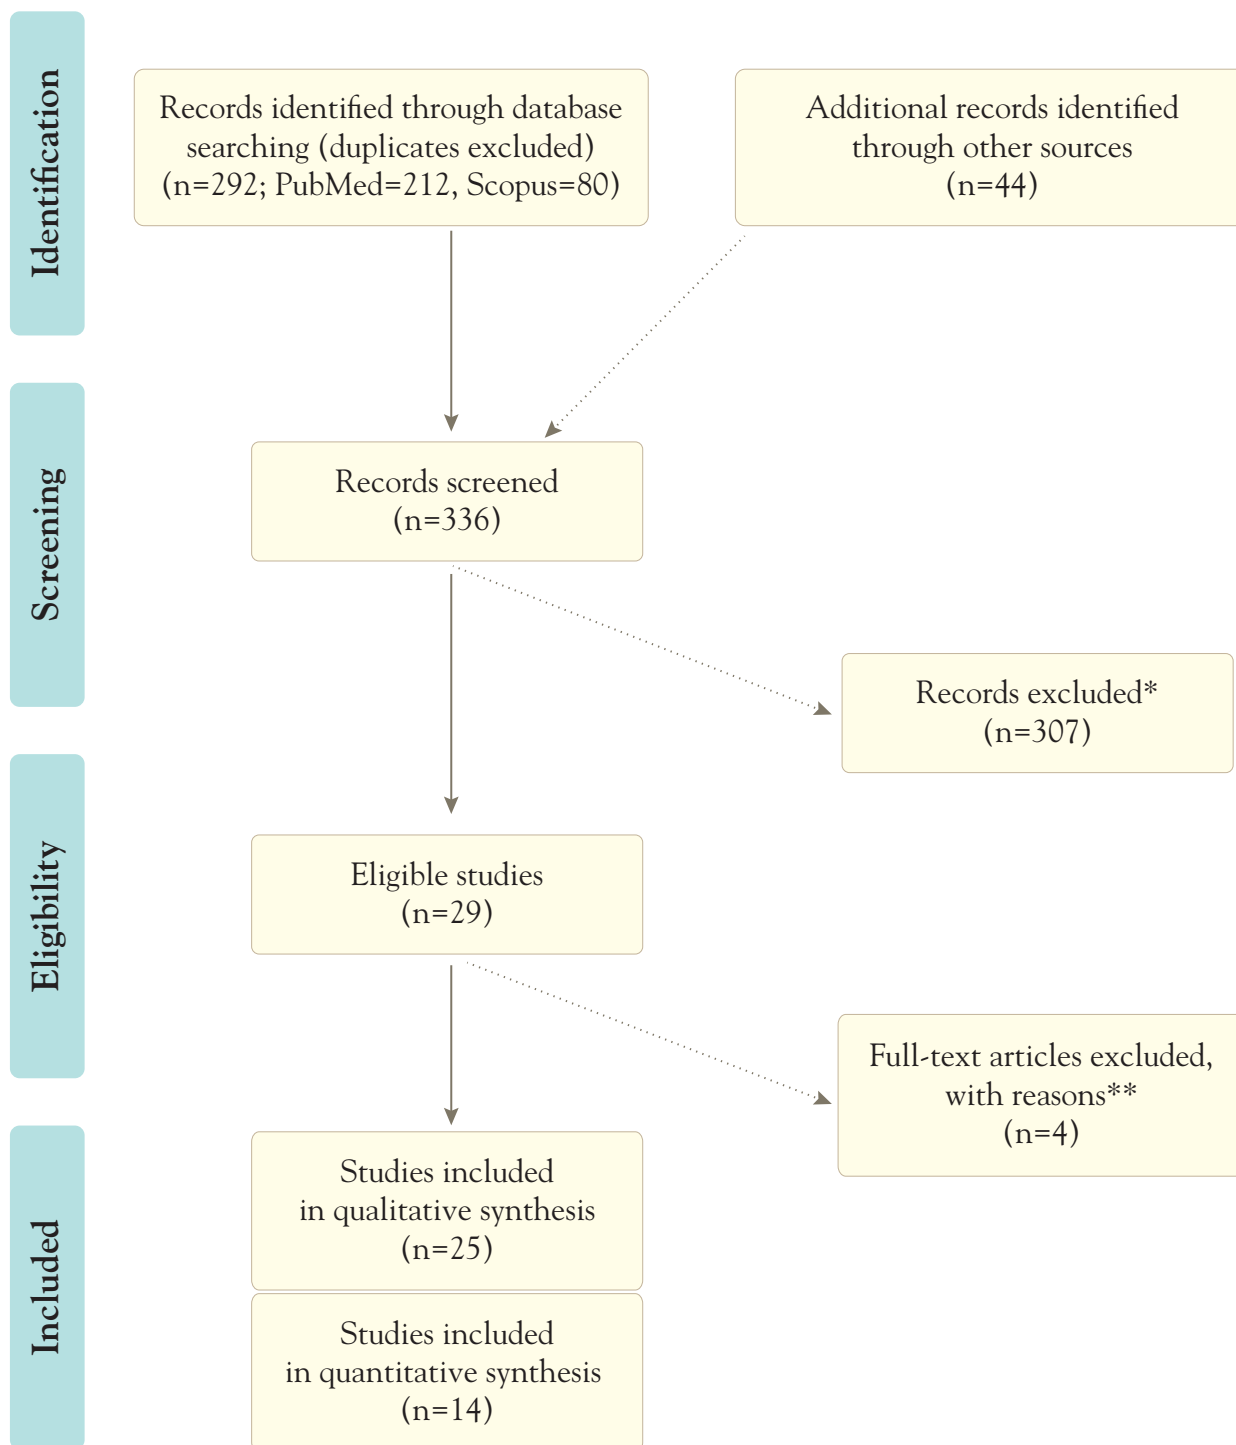 Identification
Records identified through database
searching (duplicates excluded)
(n=292; PubMed=212, Scopus=80)
Additional records identified
through other sources
(n=44)
Screening
Records screened
(n=336)
Records excluded*
(n=307)
Eligibility
Eligible studies
(n=29)
Full-text articles excluded,
with reasons**
(n=4)
Included
Studies included
in qualitative synthesis
(n=25)
Studies included
in quantitative synthesis
(n=14)